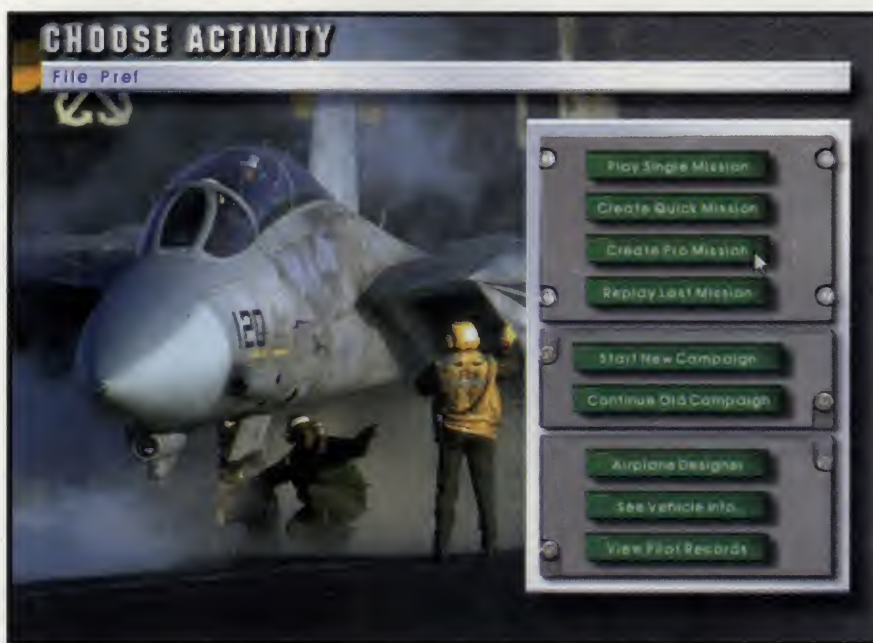 CHOOSE ACTIVITY
File Pref
120
Play Single Mission
Create Quick Mission
Create Pro Mission
Replay Last Mission
Start New Campaign
Continue Old Campaign
Airplane Designer
See Vehicle Info
View Pilot Records